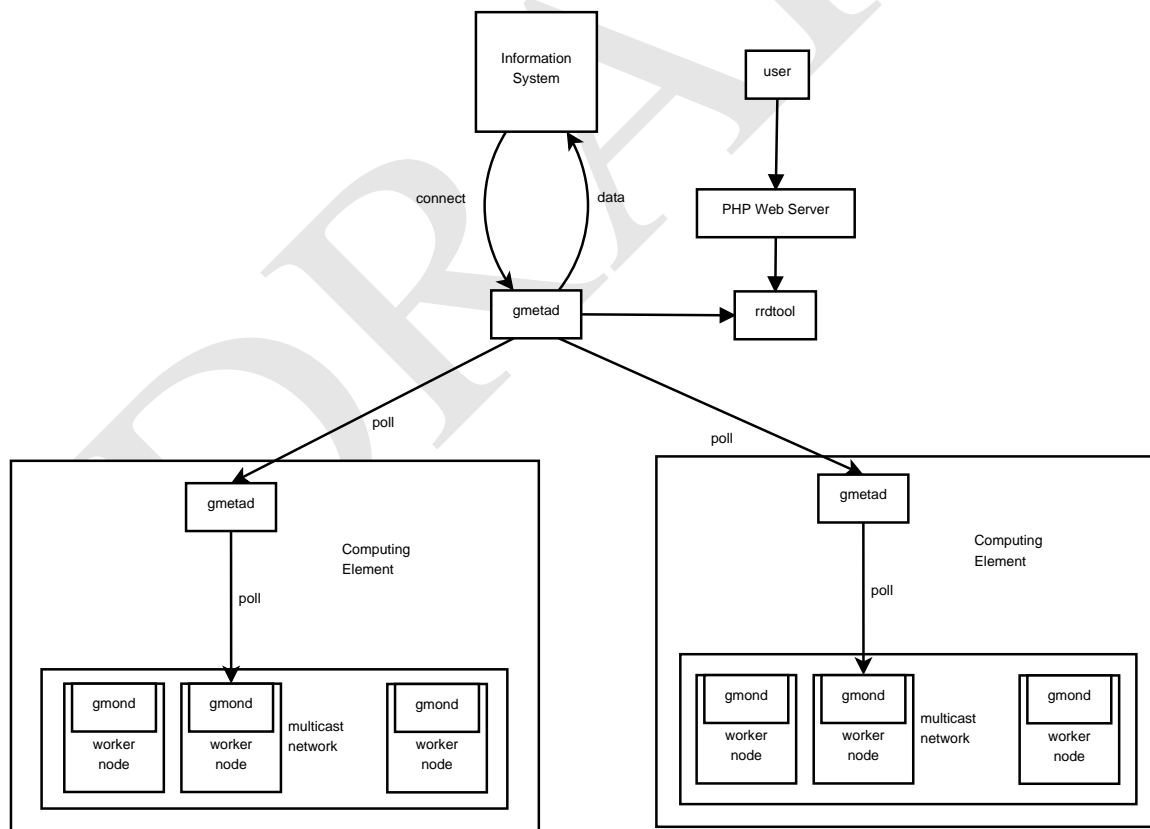 DRA
Information
System
user
connect
data
PHP Web Server
gmetad
rrdtool
poll
poll
gmetad
Computing
Element
poll
gmond
worker
node
gmond
worker
node
multicast
network
gmond
worker
node
gmetad
Computing
Element
poll
gmond
worker
node
gmond
worker
node
multicast
network
gmond
worker
node